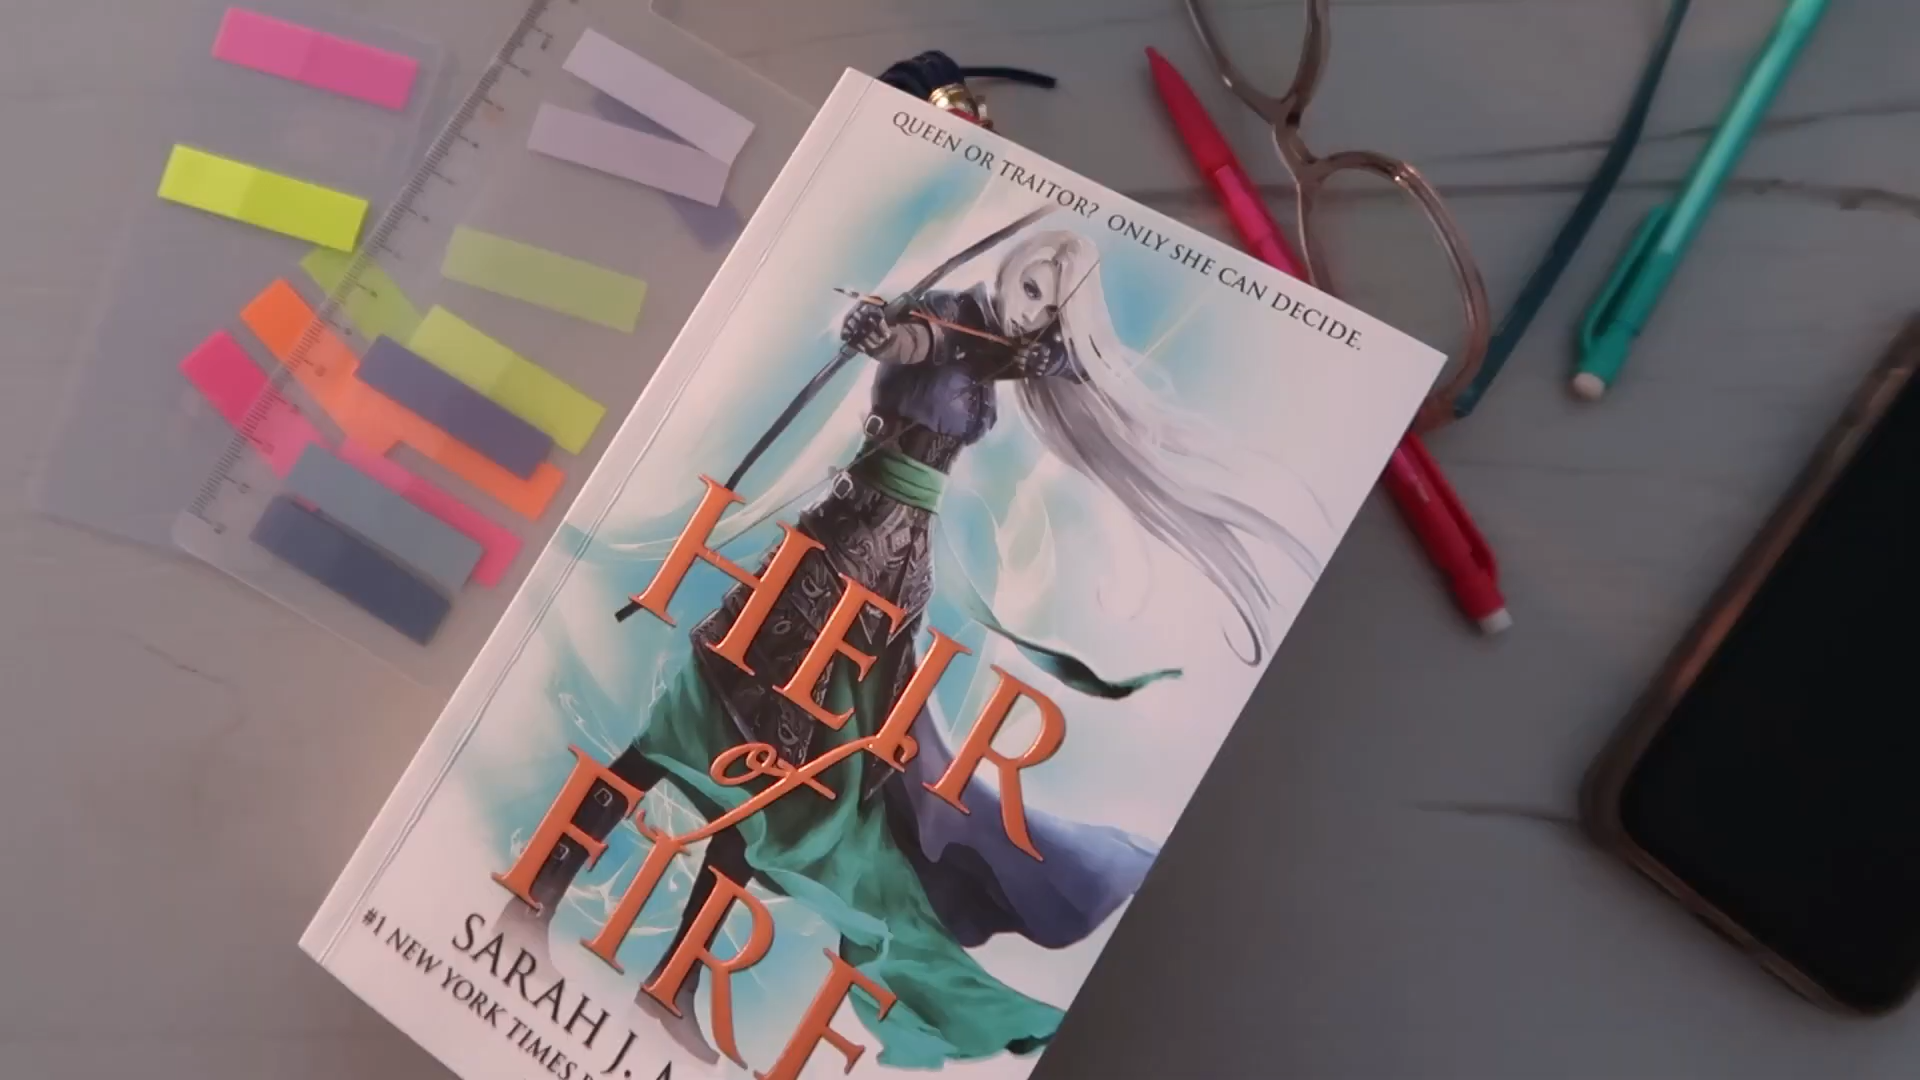 QUEEN OR TRAITOR? ONLY SHE CAN DECIDE.
HEIR
of
FIRE
SARAH J.
#1 NEW YORK TIMES